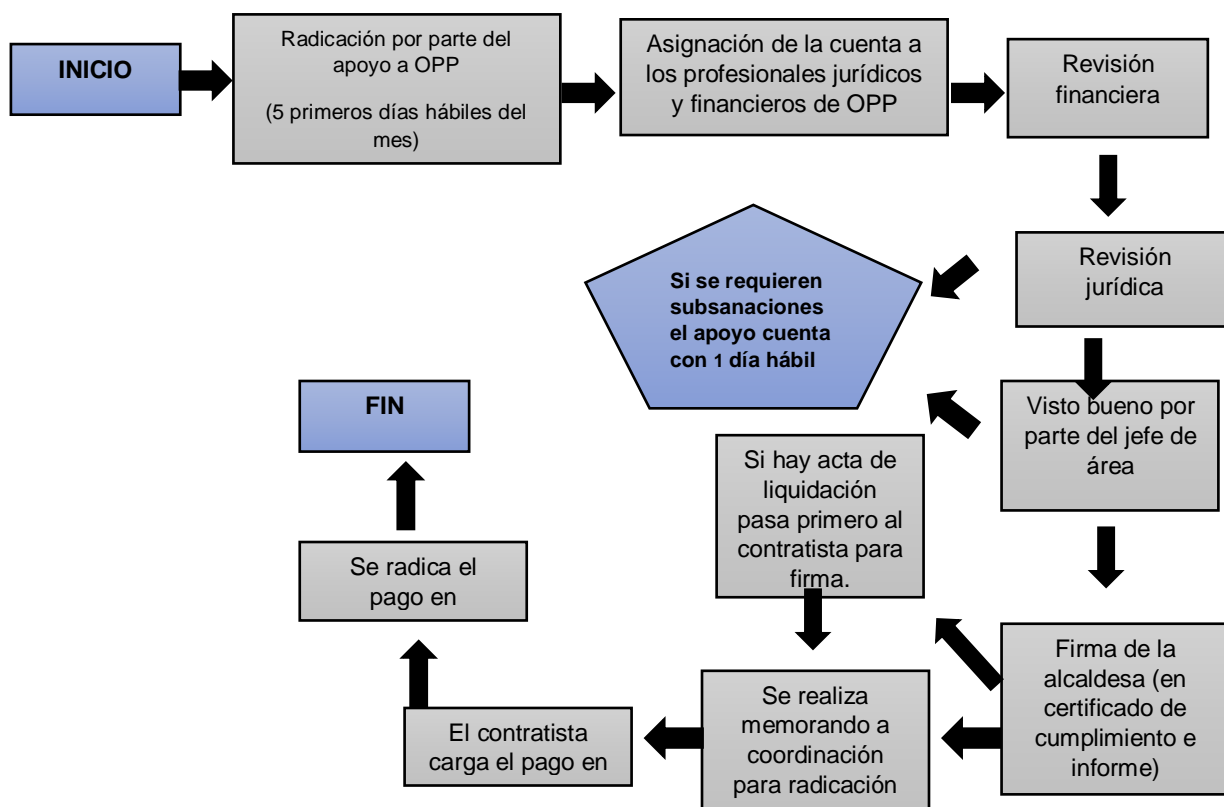 INICIO
Radicación por parte del
apoyo a OPP
(5 primeros días hábiles del
mes)
Asignación de la cuenta a
los profesionales jurídicos
y financieros de OPP
Revisión
financiera
Revisión
jurídica
Si se requieren
subsanaciones
el apoyo cuenta
con 1 día hábil
Visto bueno por
parte del jefe de
área
FIN
Si hay acta de
liquidación
pasa primero al
contratista para
firma.
Se radica el
pago en
Firma de la
alcaldesa (en
certificado de
cumplimiento e
informe)
Se realiza
memorando a
coordinación
para radicación
El contratista
carga el pago en